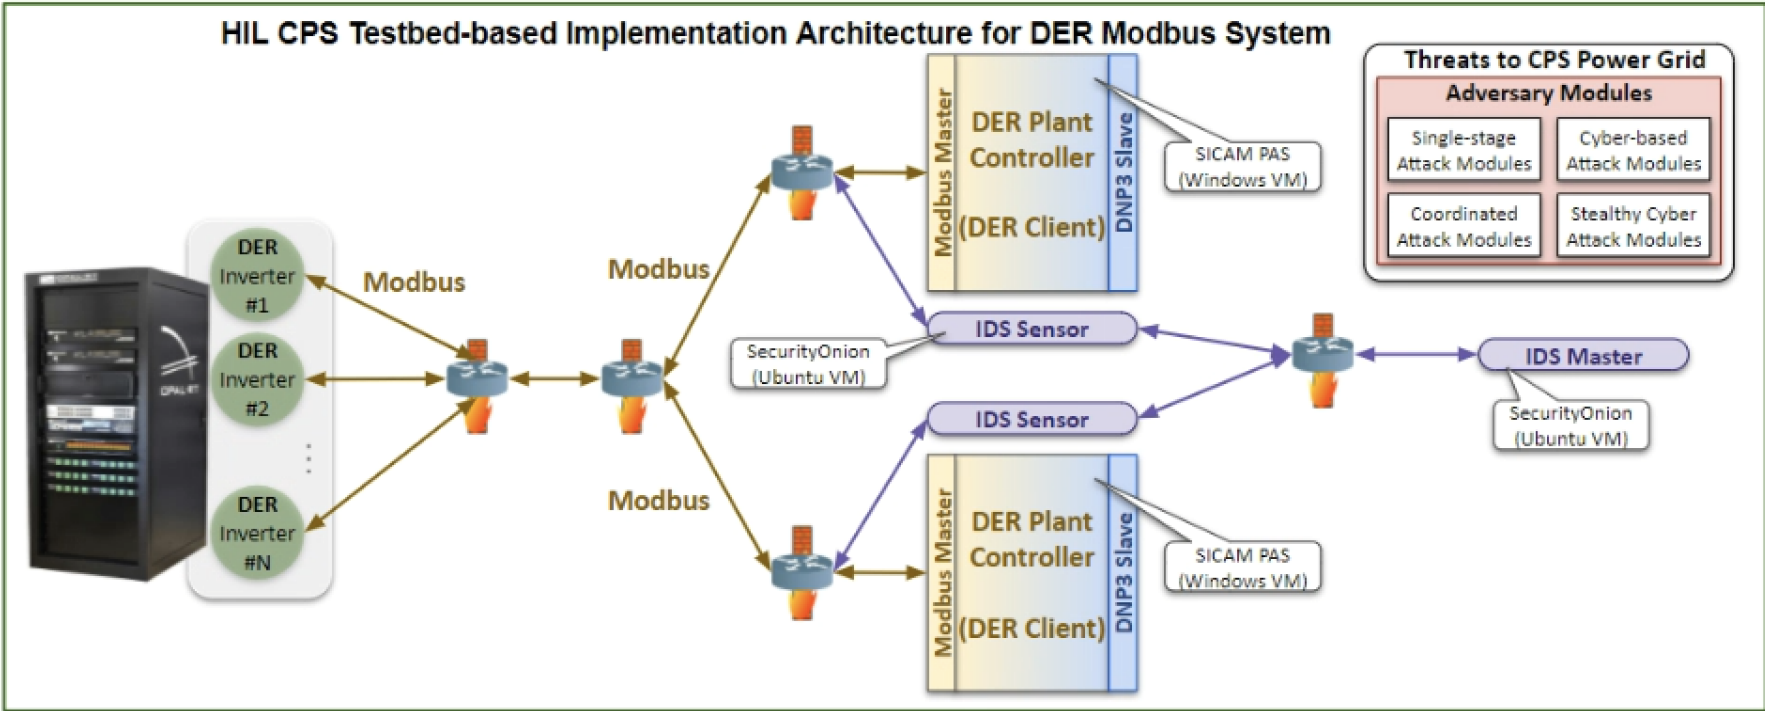 HIL CPS Testbed-based Implementation Architecture for DER Modbus System
Threats to CPS Power Grid
Adversary Modules
Single-stage
Attack Modules
Cyber-based
Attack Modules
Coordinated
Attack Modules
Stealthy Cyber
Attack Modules
OPAL-RT
DER
Inverter
#1
DER
Inverter
#2
DER
Inverter
#N
Modbus
Modbus
Modbus
Modbus Master
DER Plant
Controller
(DER Client)
DNP3 Slave
SICAM PAS
(Windows VM)
IDS Sensor
SecurityOnion
(Ubuntu VM)
IDS Sensor
IDS Master
SecurityOnion
(Ubuntu VM)
Modbus Master
DER Plant
Controller
(DER Client)
DNP3 Slave
SICAM PAS
(Windows VM)